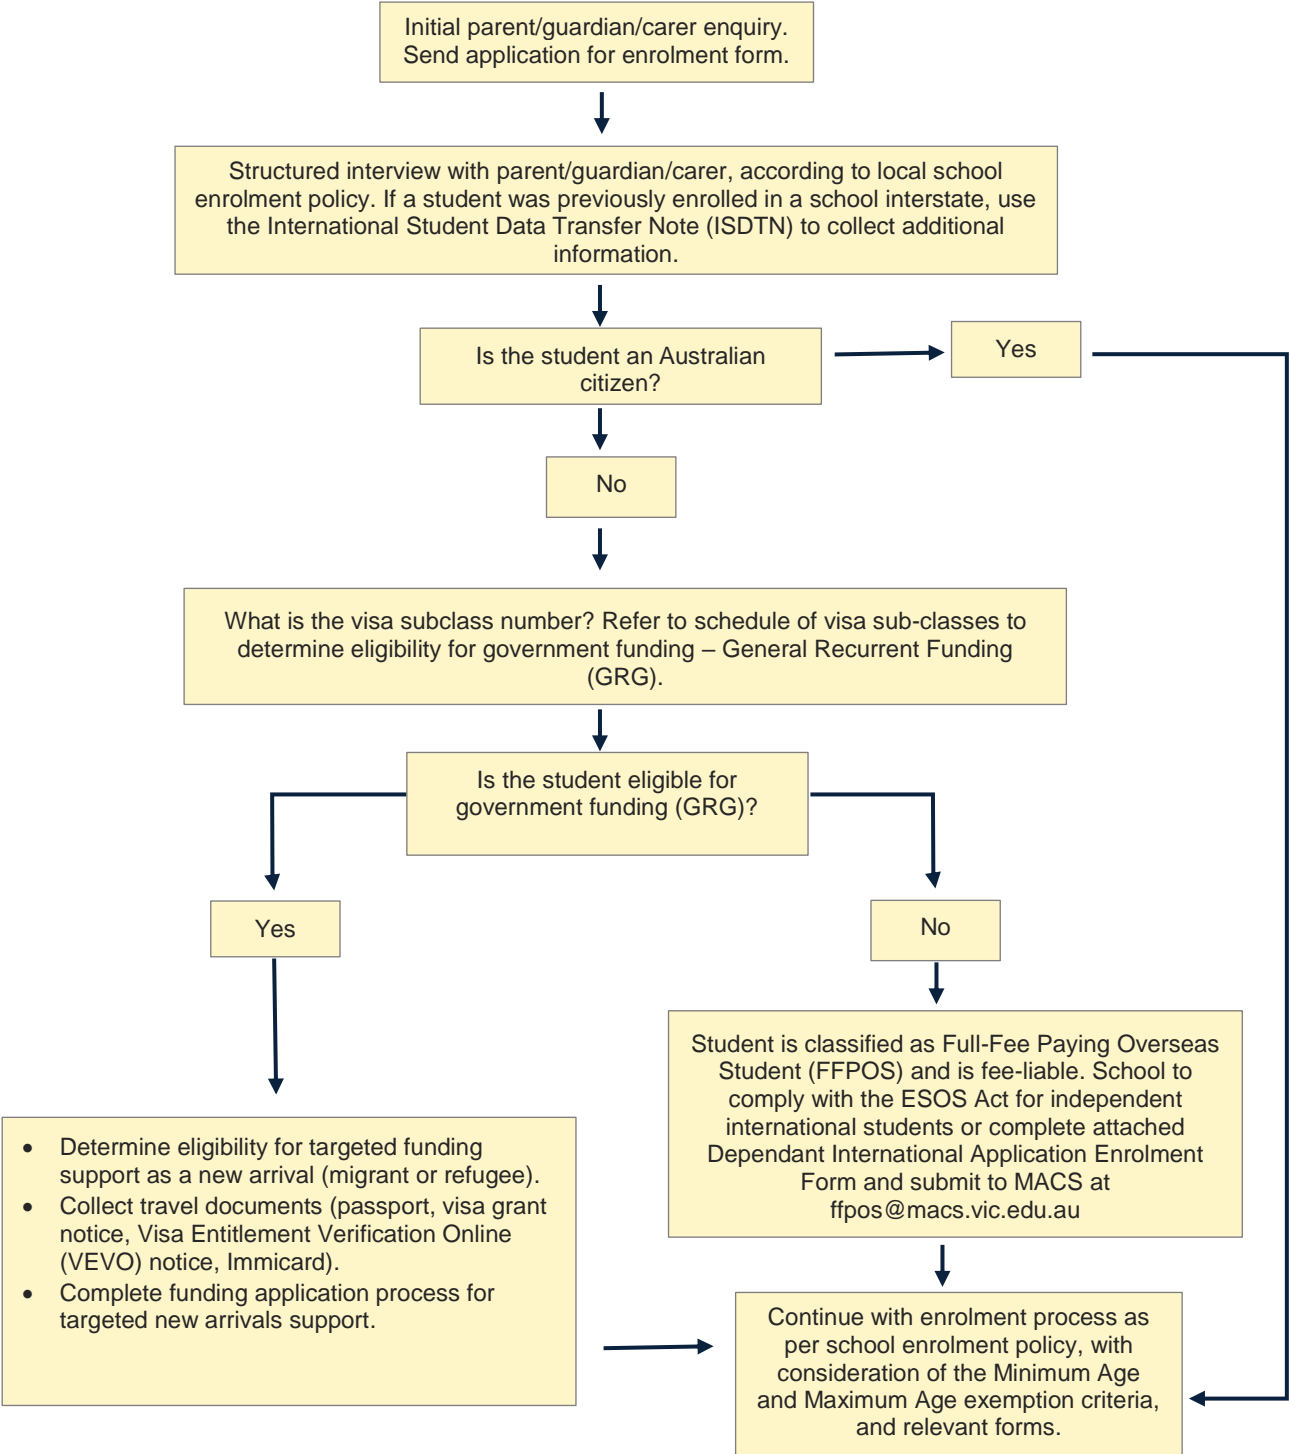 Initial parent/guardian/carer enquiry.
Send application for enrolment form.
Structured interview with parent/guardian/carer, according to local school
enrolment policy. If a student was previously enrolled in a school interstate, use
the International Student Data Transfer Note (ISDTN) to collect additional
information.
Is the student an Australian
citizen?
Yes
No
What is the visa subclass number? Refer to schedule of visa sub-classes to
determine eligibility for government funding – General Recurrent Funding
(GRG).
Is the student eligible for
government funding (GRG)?
Yes
No
Student is classified as Full-Fee Paying Overseas
Student (FFPOS) and is fee-liable. School to
comply with the ESOS Act for independent
international students or complete attached
Dependant International Application Enrolment
Form and submit to MACS at
ffpos@macs.vic.edu.au
• Determine eligibility for targeted funding
support as a new arrival (migrant or refugee).
• Collect travel documents (passport, visa grant
notice, Visa Entitlement Verification Online
(VEVO) notice, Immicard).
• Complete funding application process for
targeted new arrivals support.
Continue with enrolment process as
per school enrolment policy, with
consideration of the Minimum Age
and Maximum Age exemption criteria,
and relevant forms.